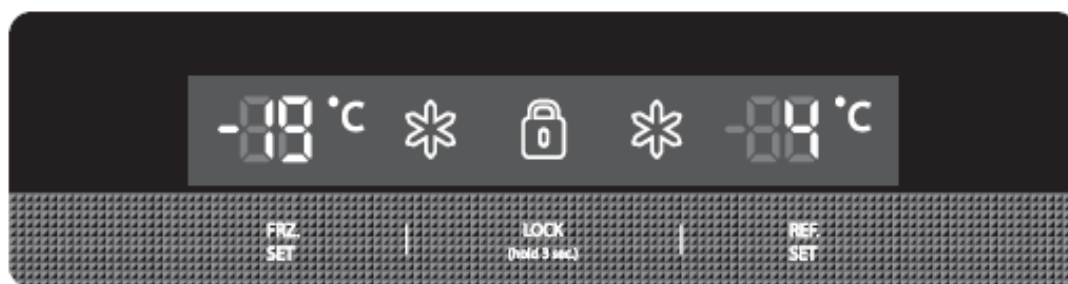 -19 °C
4 °C
FRZ.
SET
LOCK
(hold 3 sec.)
REF.
SET